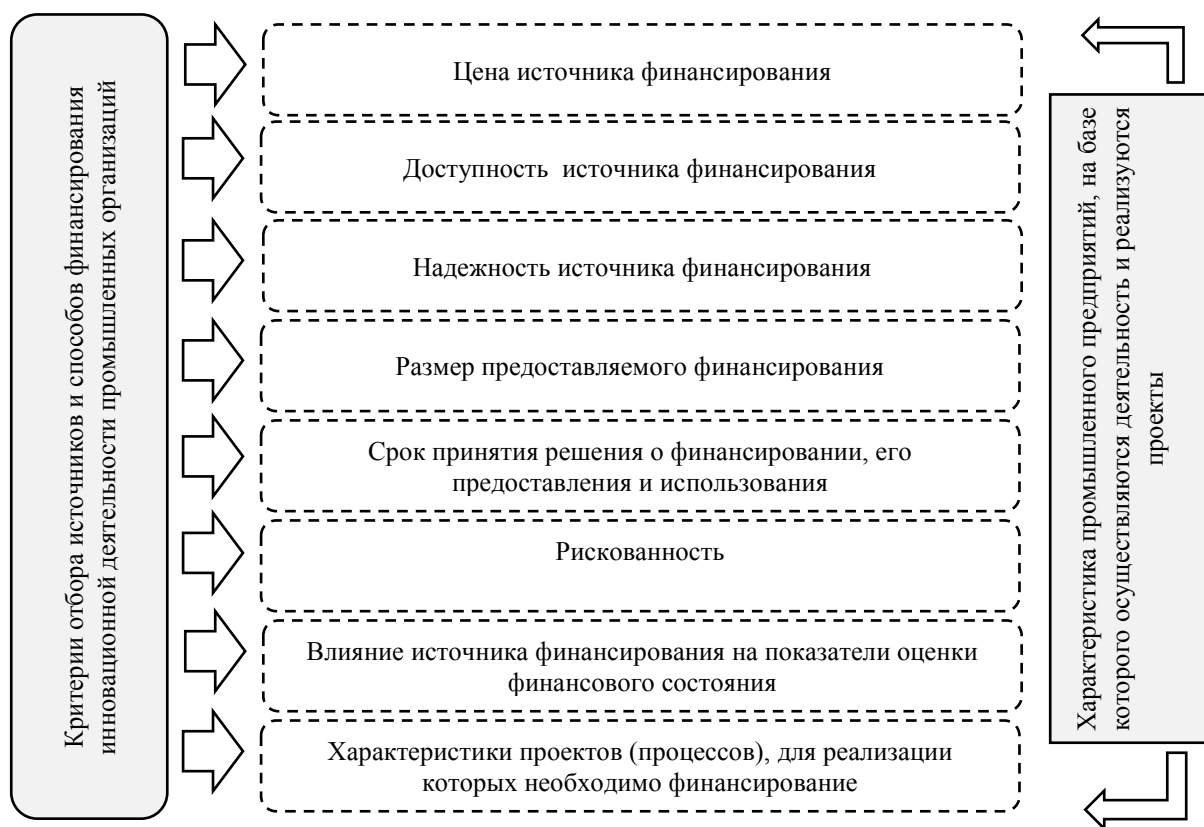 Критерии отбора источников и способов финансирования
инновационной деятельности промышленных организаций
Цена источника финансирования
Доступность источника финансирования
Надежность источника финансирования
Размер предоставляемого финансирования
Срок принятия решения о финансировании, его
предоставления и использования
Рискованность
Влияние источника финансирования на показатели оценки
финансового состояния
Характеристики проектов (процессов), для реализации
которых необходимо финансирование
Характеристика промышленного предприятий, на базе
которого осуществляются деятельность и реализуются
проекты